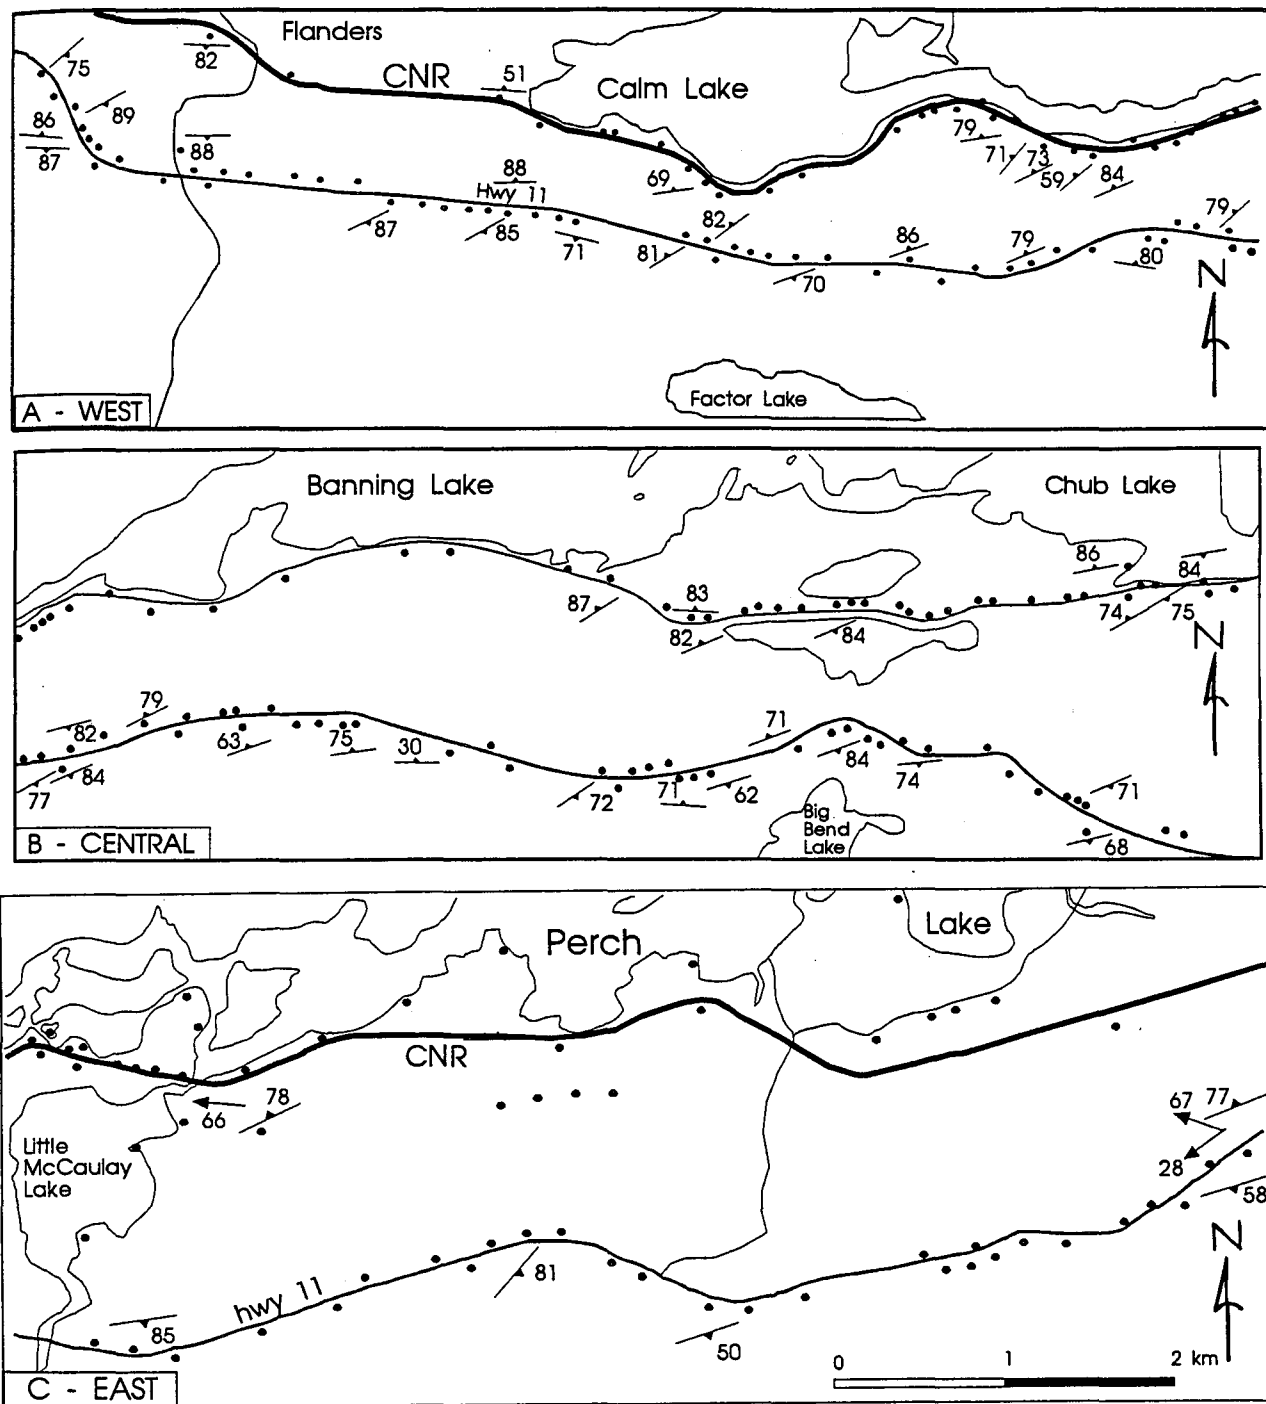 Flanders
75
82
CNR
51
Calm Lake
89
86
87
88
88
Hwy 11
69
79
71
73
59
84
87
85
71
82
81
86
70
79
79
80
N
Factor Lake
A - WEST
Banning Lake
Chub Lake
86
84
87
83
82
84
74
75
N
79
82
63
75
30
71
84
74
77
84
72
71
62
71
68
Big
Bend
Lake
B - CENTRAL
Perch
Lake
CNR
78
66
67
77
Little
McCaulay
Lake
28
58
N
81
hwy 11
85
50
0
1
2 km
C - EAST